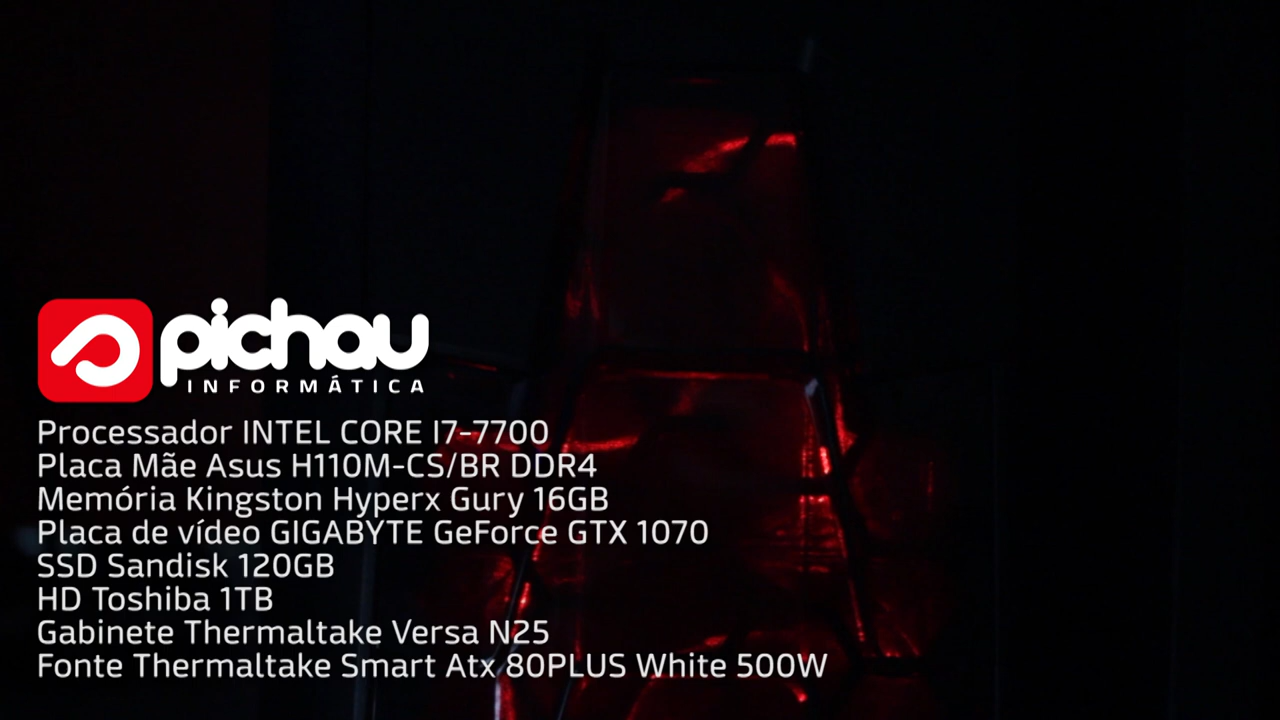 pichau
INFORMÁTICA
Processador INTEL CORE I7-7700
Placa Mãe Asus H110M-CS/BR DDR4
Memória Kingston Hyperx Gury 16GB
Placa de vídeo GIGABYTE GeForce GTX 1070
SSD Sandisk 120GB
HD Toshiba 1TB
Gabinete Thermaltake Versa N25
Fonte Thermaltake Smart Atx 80PLUS White 500W